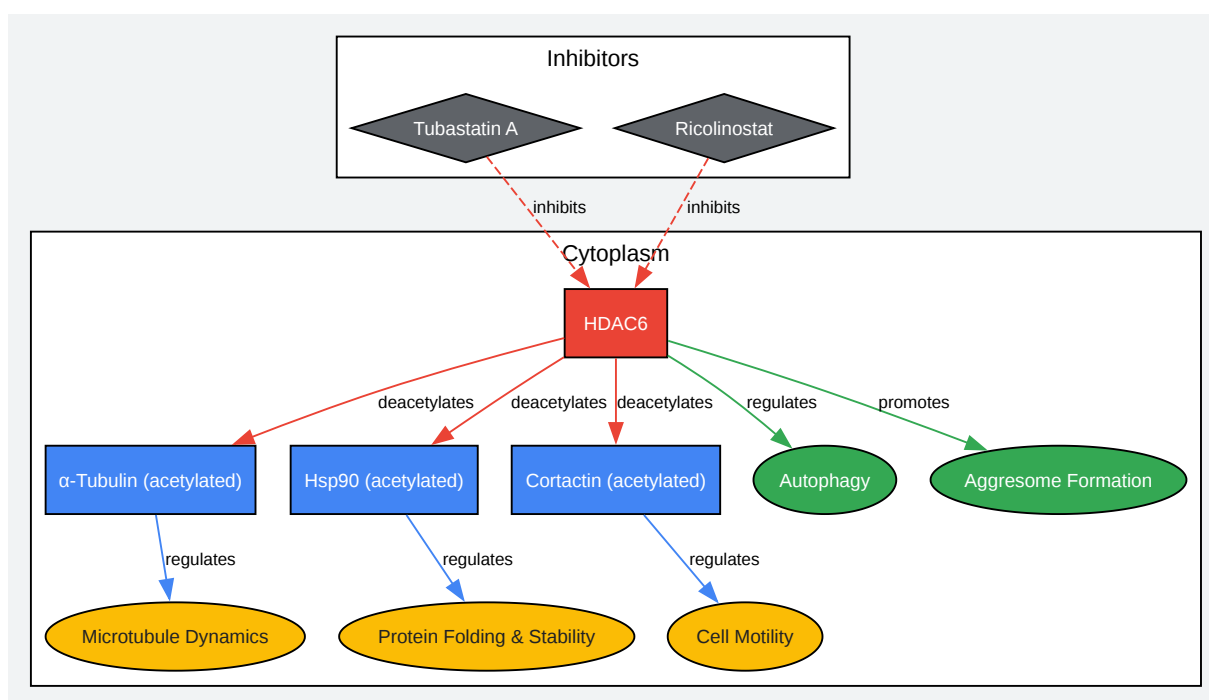 Inhibitors
Tubastatin A
Ricolinostat
inhibits
inhibits
Cytoplasm
HDAC6
deacetylates
deacetylates
deacetylates
regulates
promotes
α-Tubulin (acetylated)
Hsp90 (acetylated)
Cortactin (acetylated)
Autophagy
Aggresome Formation
regulates
regulates
regulates
Microtubule Dynamics
Protein Folding & Stability
Cell Motility